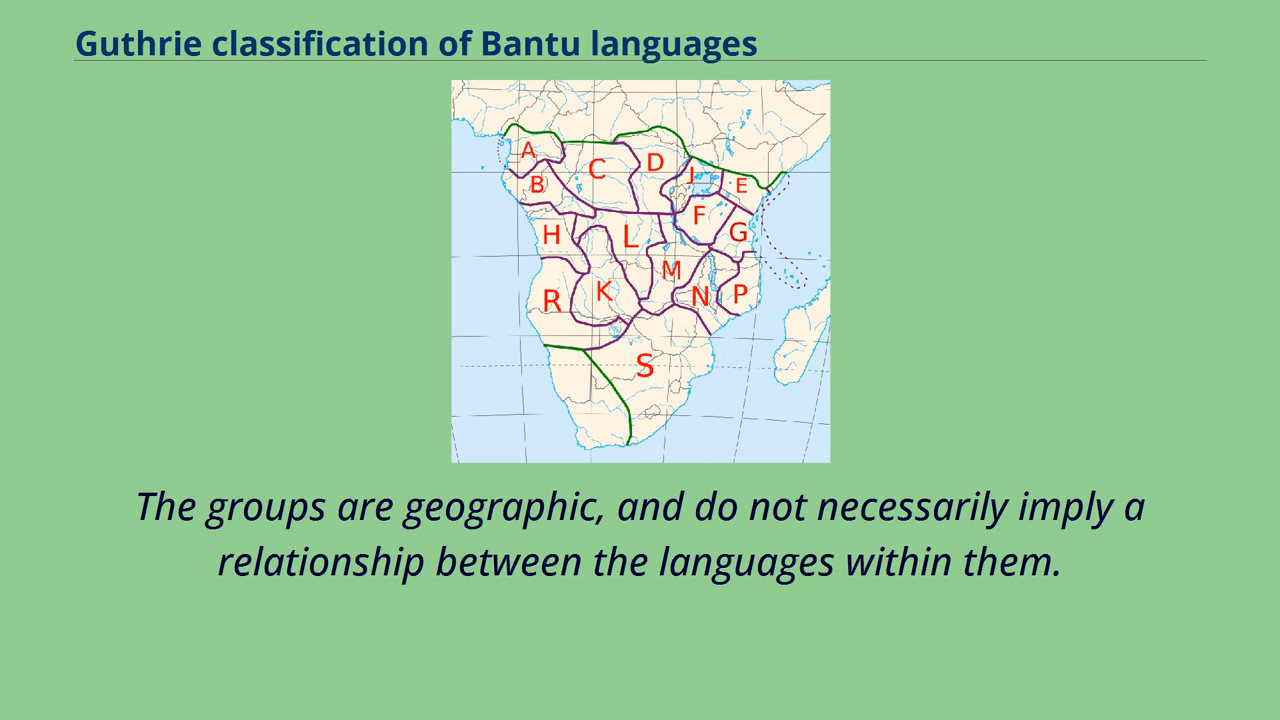 Guthrie classification of Bantu languages
A
B
C
D
J
E
F
G
H
L
M
K
N
P
R
S
The groups are geographic, and do not necessarily imply a
relationship between the languages within them.